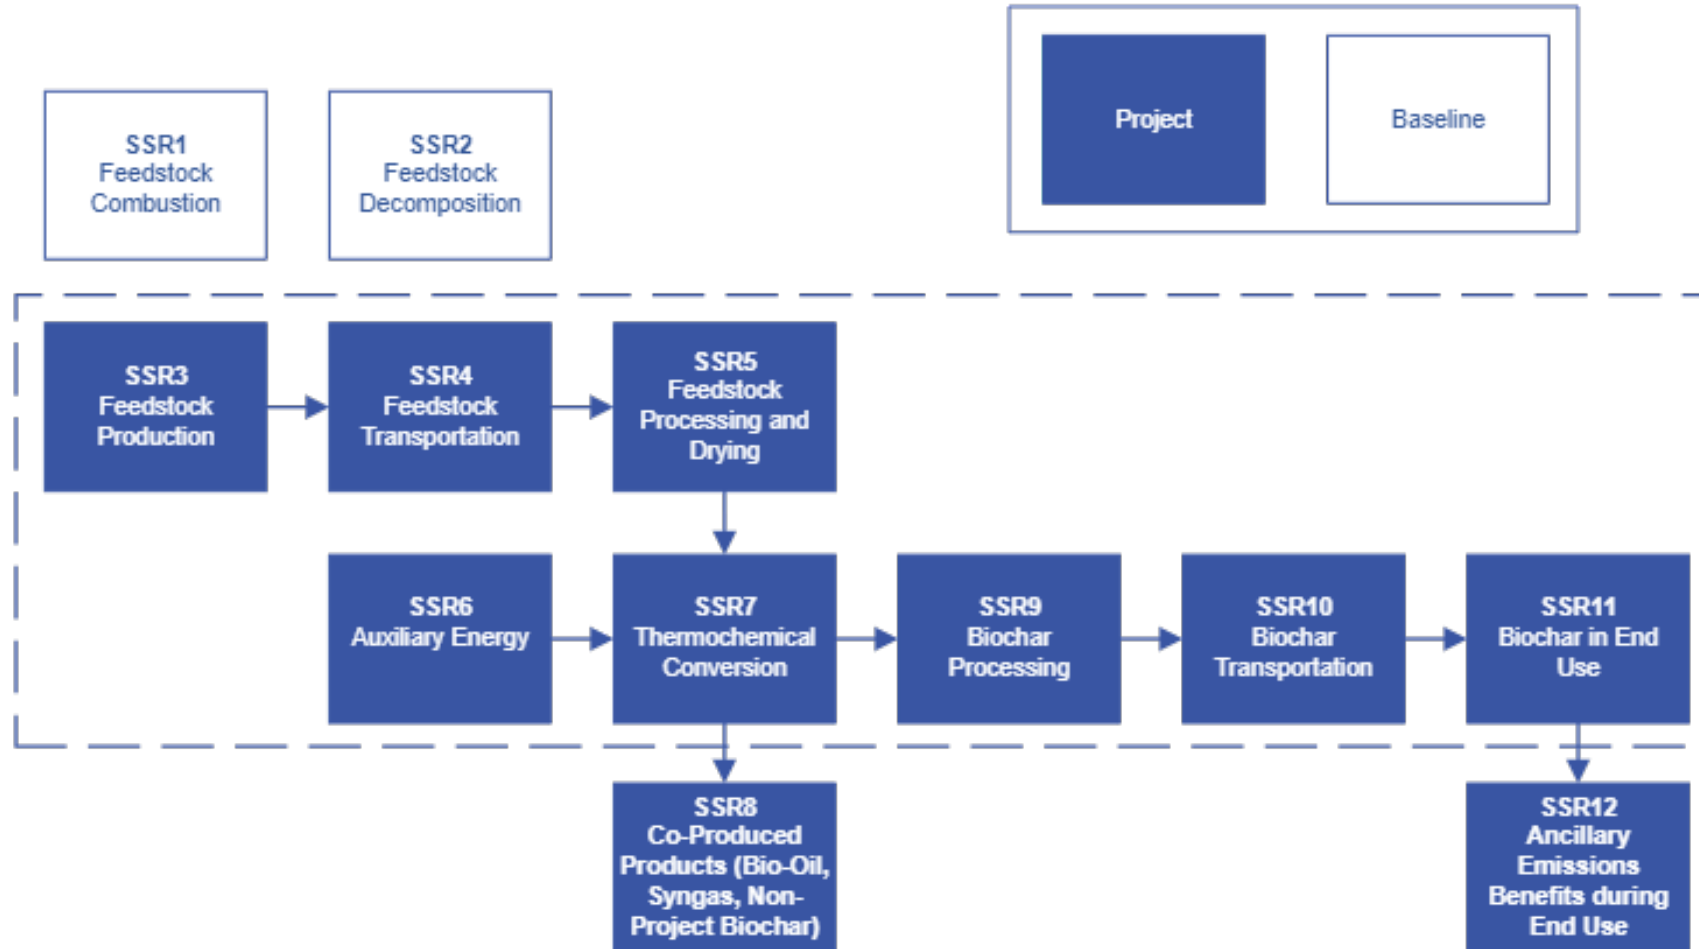 Project
Baseline
SSR1
Feedstock
Combustion
SSR2
Feedstock
Decomposition
SSR3
Feedstock
Production
SSR4
Feedstock
Transportation
SSR5
Feedstock
Processing and
Drying
SSR6
Auxiliary Energy
SSR7
Thermochemical
Conversion
SSR9
Biochar
Processing
SSR10
Biochar
Transportation
SSR11
Biochar in End
Use
SSR8
Co-Produced
Products (Bio-Oil,
Syngas, Non-
Project Biochar)
SSR12
Ancillary
Emissions
Benefits during
End Use